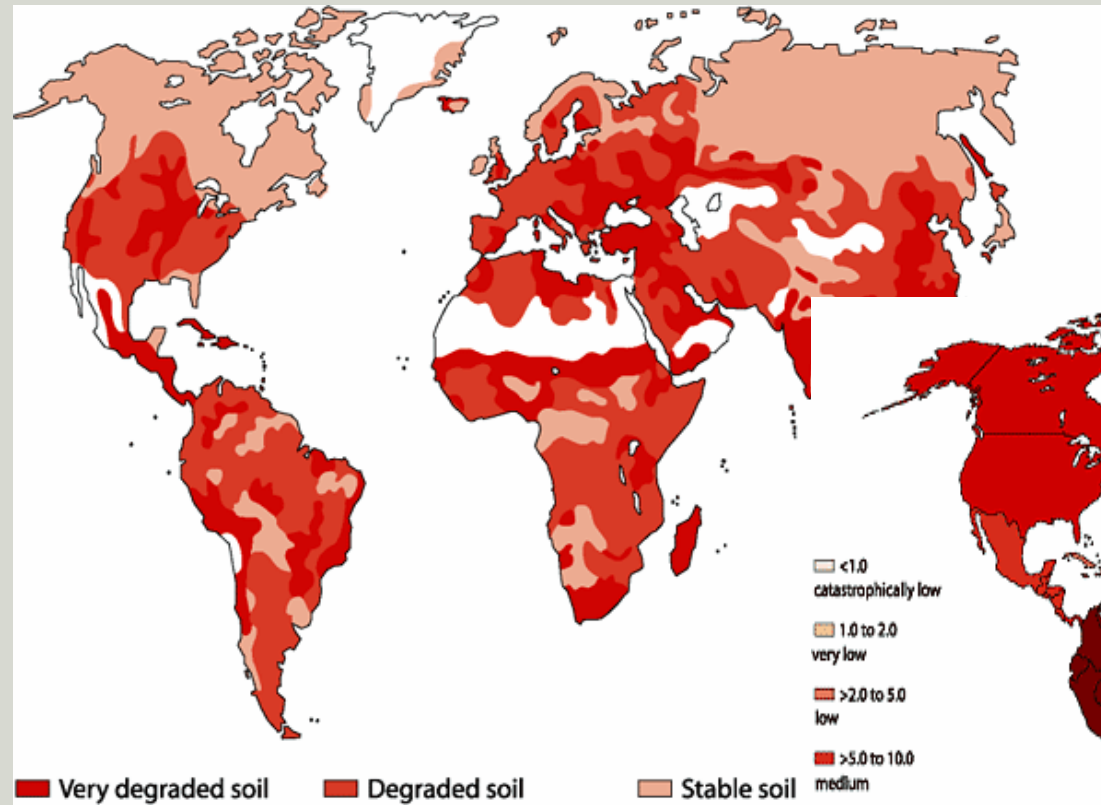 <1.0
catastrophically low
1.0 to 2.0
very low
>2.0 to 5.0
low
>5.0 to 10.0
medium
Very degraded soil
Degraded soil
Stable soil